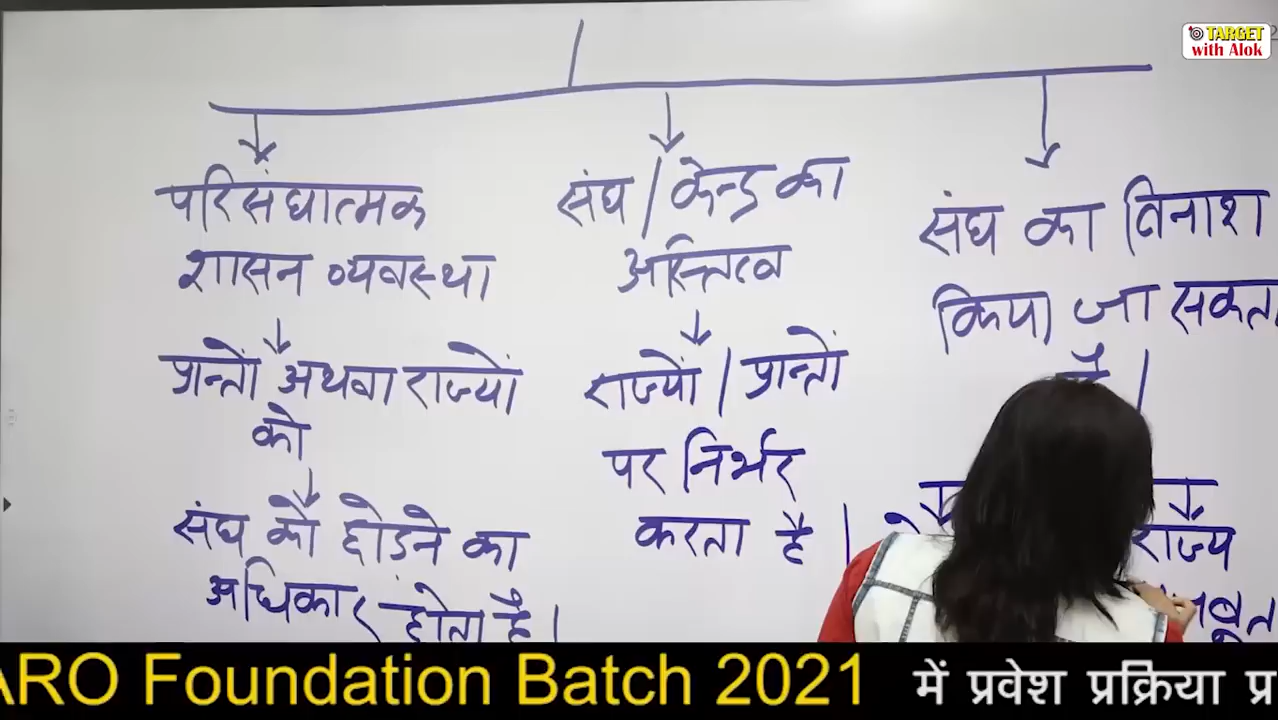 TARGET
with Alok
परिसंघात्मक
शासन व्यवस्था
प्रान्तों अथवा राज्यों
को
संघ को छोडने का
अधिकार होता है।
संघ / केन्द्र का
अस्तित्व
राज्यों / प्रान्तों
पर निर्भर
करता है।
संघ का विनाश
किया जा सकता
है।
राज्य
ARO Foundation Batch 2021 में प्रवेश प्रक्रिया प्र